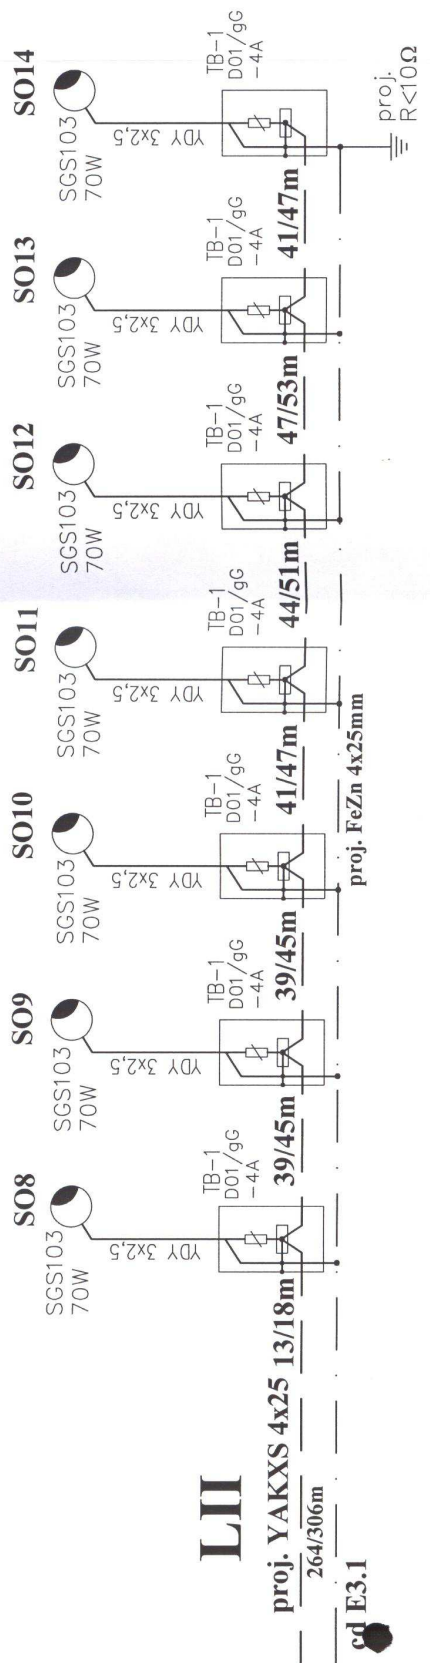 SO8
SO9
SO10
SO11
SO12
SO13
SO14
SGS103
70W
SGS103
70W
SGS103
70W
SGS103
70W
SGS103
70W
SGS103
70W
SGS103
70W
YDY 3x2,5
YDY 3x2,5
YDY 3x2,5
YDY 3x2,5
YDY 3x2,5
YDY 3x2,5
YDY 3x2,5
TB-1
D01/gG
-4A
TB-1
D01/gG
-4A
TB-1
D01/gG
-4A
TB-1
D01/gG
-4A
TB-1
D01/gG
-4A
TB-1
D01/gG
-4A
TB-1
D01/gG
-4A
LII
proj. YAKXS 4x25
13/18m
39/45m
39/45m
41/47m
44/51m
47/53m
41/47m
264/306m
proj. FeZn 4x25mm
proj.
R<10Ω
cd E3.1